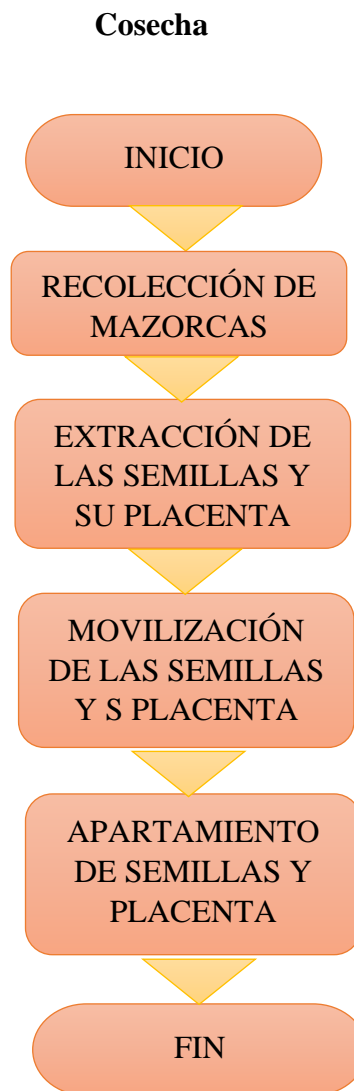 Cosecha
INICIO
RECOLECCIÓN DE
MAZORCAS
EXTRACCIÓN DE
LAS SEMILLAS Y
SU PLACENTA
MOVILIZACIÓN
DE LAS SEMILLAS
Y S PLACENTA
APARTAMIENTO
DE SEMILLAS Y
PLACENTA
FIN